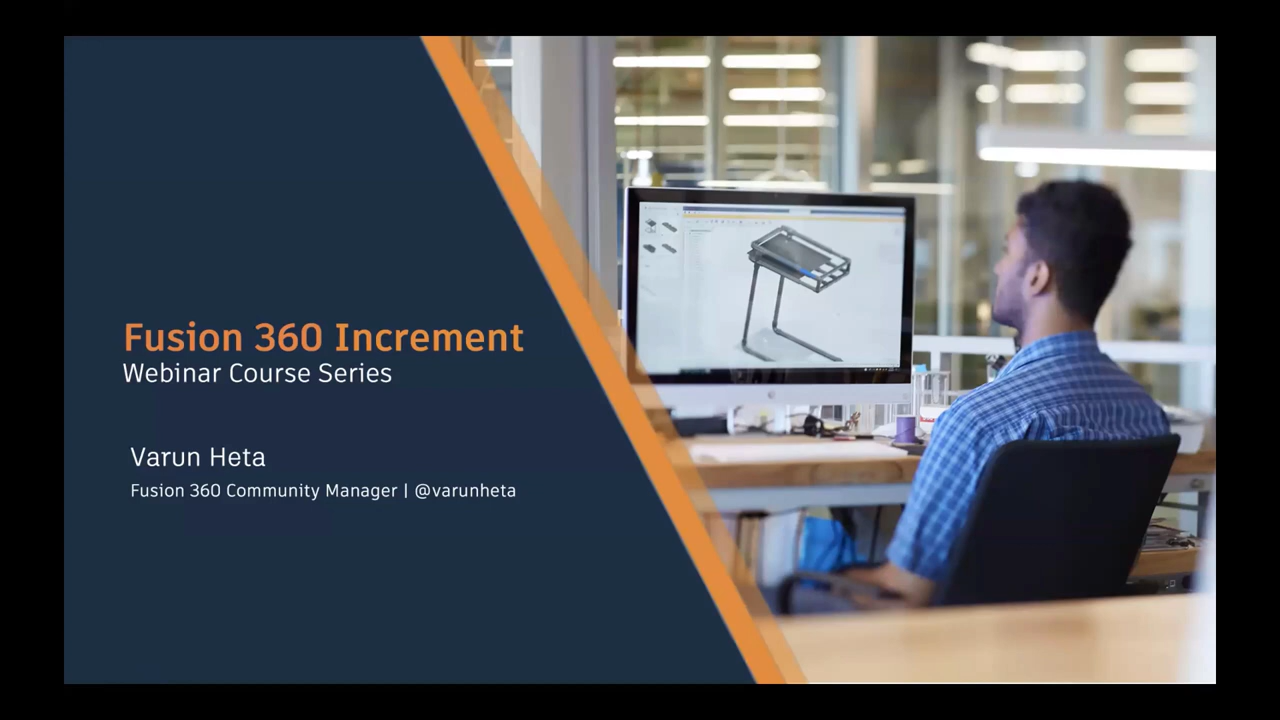 Fusion 360 Increment
Webinar Course Series
Varun Heta
Fusion 360 Community Manager | @varunheta